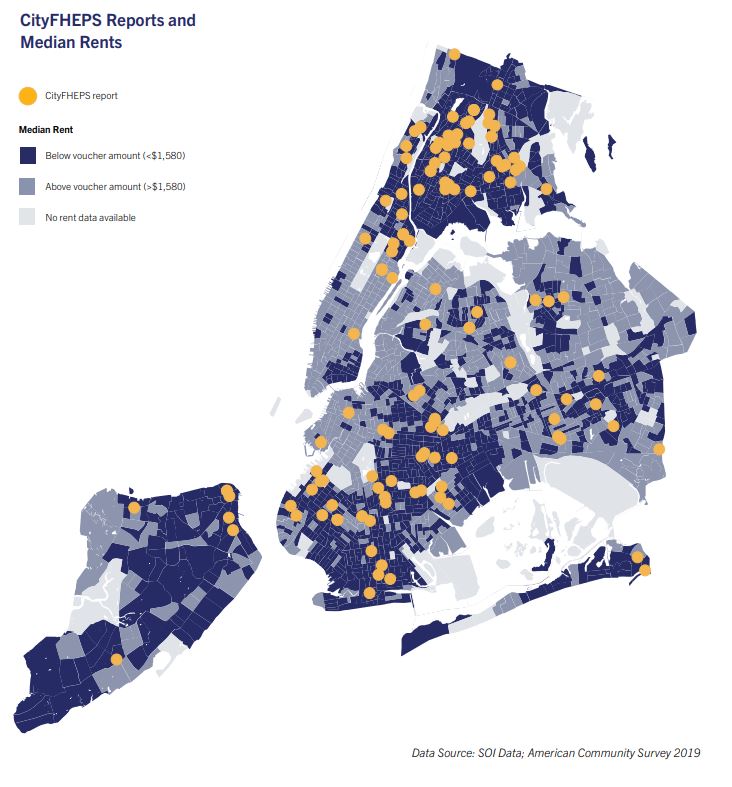 CityFHEPS Reports and
Median Rents
CityFHEPS report
Median Rent
Below voucher amount (<$1,580)
Above voucher amount (>$1,580)
No rent data available
Data Source: SOI Data; American Community Survey 2019